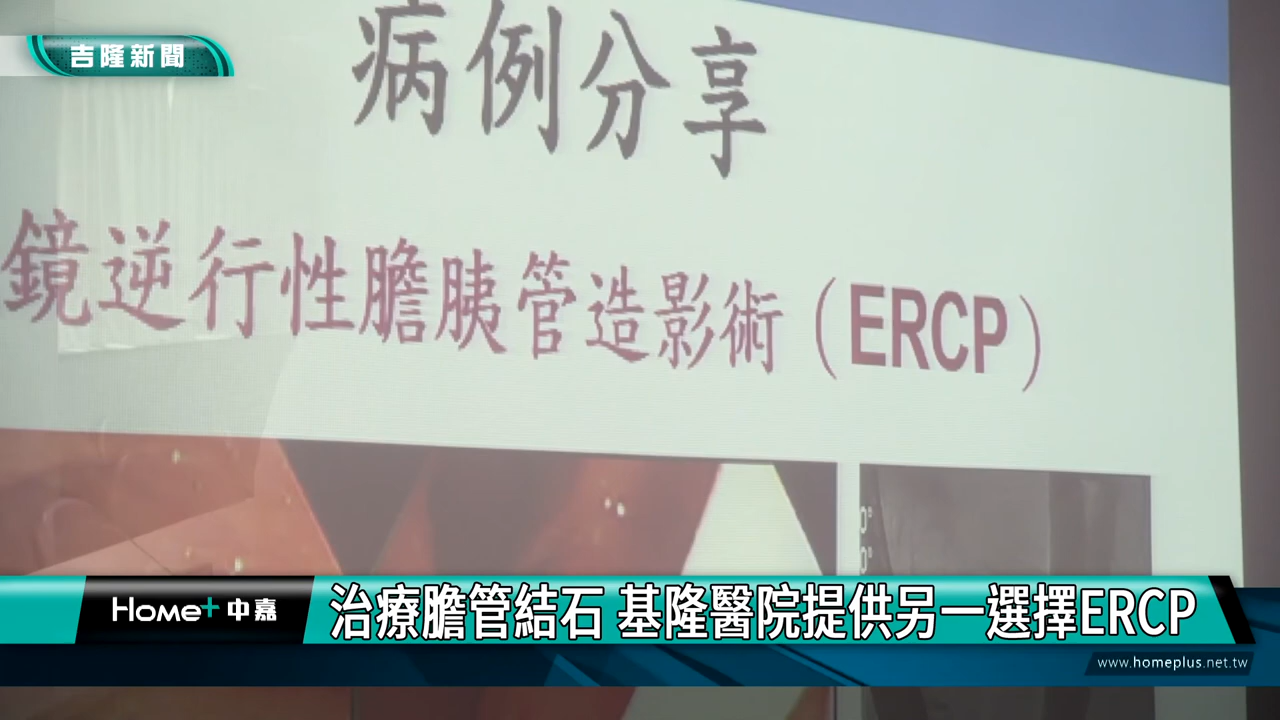 吉隆新聞
病例分享
鏡逆行性膽胰管造影術（ERCP）
Home+中嘉
治療膽管結石 基隆醫院提供另一選擇ERCP
www.homeplus.net.tw